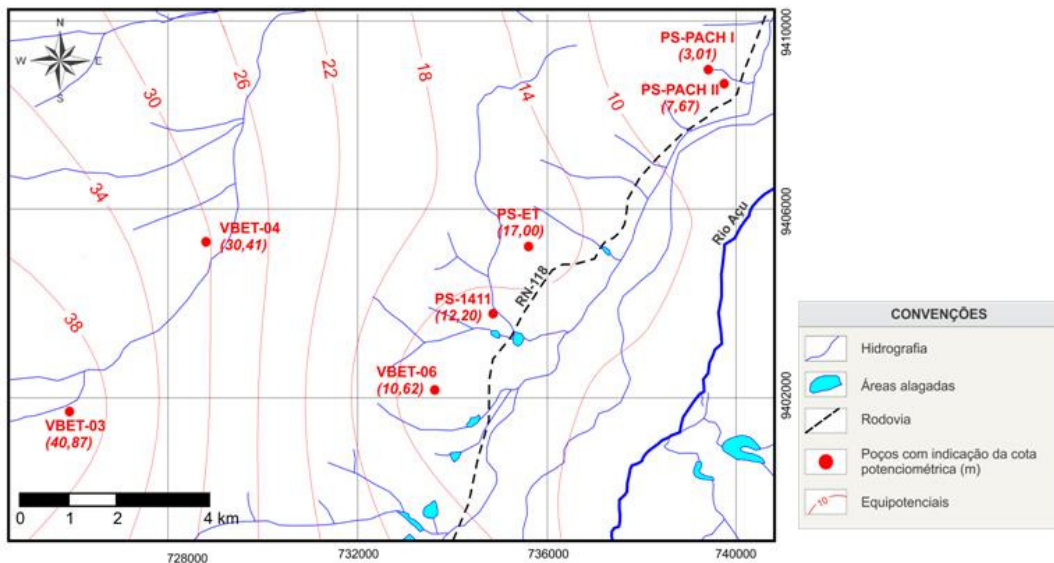 N
W E
S
30
26
22
18
14
10
34
38
PS-PACH I
(3,01)
PS-PACH II
(7,67)
VBET-04
(30,41)
PS-ET
(17,00)
PS-1411
(12,20)
VBET-06
(10,62)
VBET-03
(40,87)
RN-118
Rio Açu
0 1 2 4 km
728000 732000 736000 740000
9410000
9406000
9402000
CONVENÇÕES
Hidrografia
Áreas alagadas
Rodovia
Poços com indicação da cota
potenciométrica (m)
10
Equipotenciais